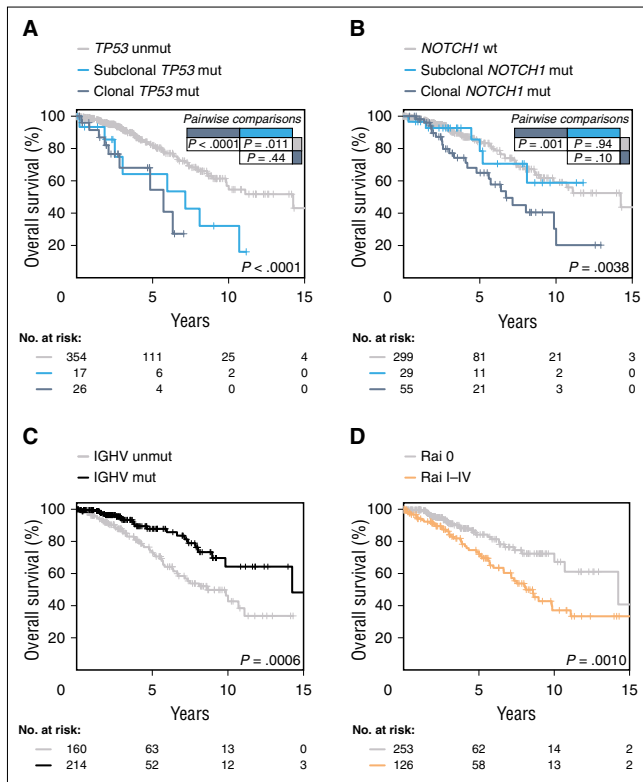 A
TP53 unmut
Subclonal TP53 mut
Clonal TP53 mut
100
80
60
40
20
0
5
10
15
Overall survival (%)
Years
Pairwise comparisons
P < .0001 P = .011
P = .44
P < .0001
No. at risk:
354 111 25 4
17 6 2 0
26 4 0 0
B
NOTCH1 wt
Subclonal NOTCH1 mut
Clonal NOTCH1 mut
100
80
60
40
20
0
5
10
15
Overall survival (%)
Years
Pairwise comparisons
P = .001 P = .94
P = .10
P = .0038
No. at risk:
299 81 21 3
29 11 2 0
55 21 3 0
C
IGHV unmut
IGHV mut
100
80
60
40
20
0
5
10
15
Overall survival (%)
Years
P = .0006
No. at risk:
160 63 13 0
214 52 12 3
D
Rai 0
Rai I–IV
100
80
60
40
20
0
5
10
15
Overall survival (%)
Years
P = .0010
No. at risk:
253 62 14 2
126 58 13 2